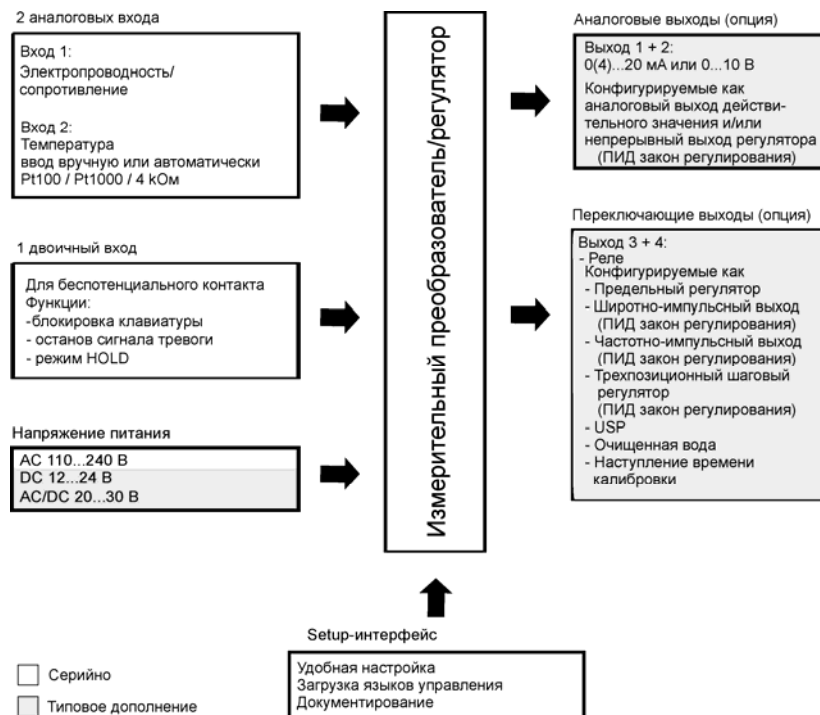 2 аналоговых входа
Вход 1:
Электропроводность/
сопротивление
Вход 2:
Температура
ввод вручную или автоматически
Pt100 / Pt1000 / 4 kОм
1 двоичный вход
Для беспотенциального контакта
Функции:
-блокировка клавиатуры
- останов сигнала тревоги
- режим HOLD
Напряжение питания
AC 110...240 В
DC 12...24 В
AC/DC 20...30 В
Измерительный преобразователь/регулятор
Аналоговые выходы (опция)
Выход 1 + 2:
0(4)...20 мА или 0...10 В
Конфигурируемые как
аналоговый выход действи-
тельного значения и/или
непрерывный выход регулятора
(ПИД закон регулирования)
Переключающие выходы (опция)
Выход 3 + 4:
- Реле
Конфигурируемые как
- Предельный регулятор
- Широтно-импульсный выход
(ПИД закон регулирования)
- Частотно-импульсный выход
(ПИД закон регулирования)
- Трехпозиционный шаговый
регулятор
(ПИД закон регулирования)
- USP
- Очищенная вода
- Наступление времени
калибровки
Setup-интерфейс
Удобная настройка
Загрузка языков управления
Документирование
Серийно
Типовое дополнение